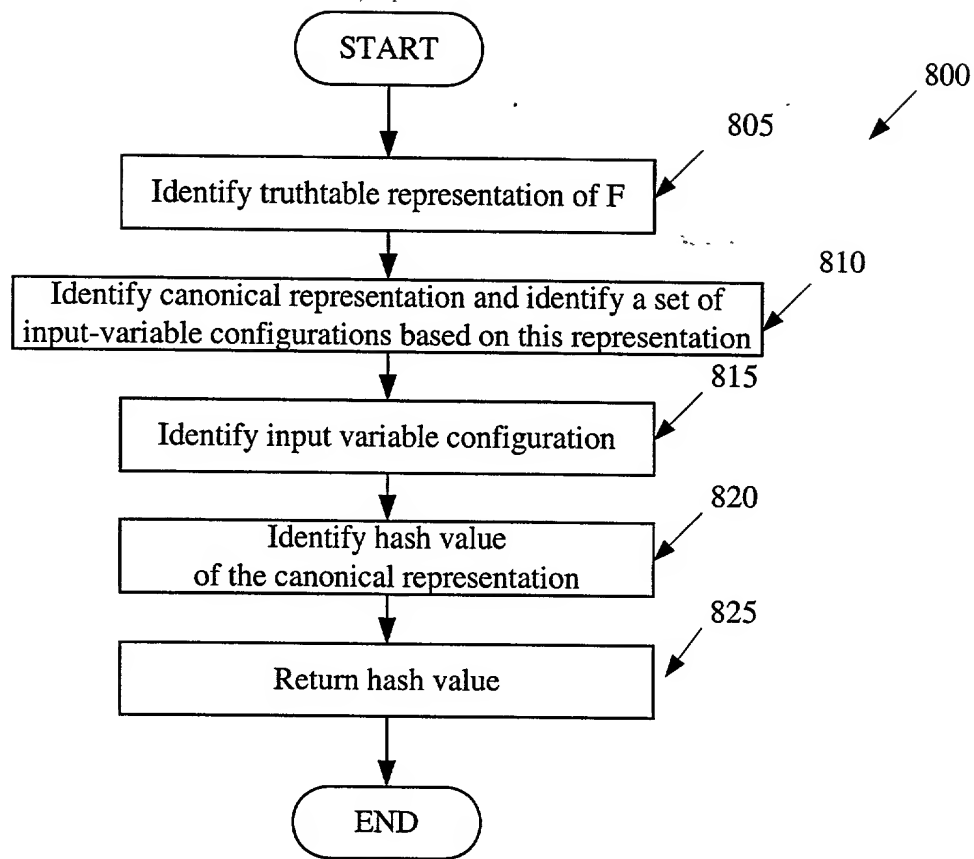 START
800
805
Identify truthtable representation of F
810
Identify canonical representation and identify a set of
input-variable configurations based on this representation
815
Identify input variable configuration
820
Identify hash value
of the canonical representation
825
Return hash value
END